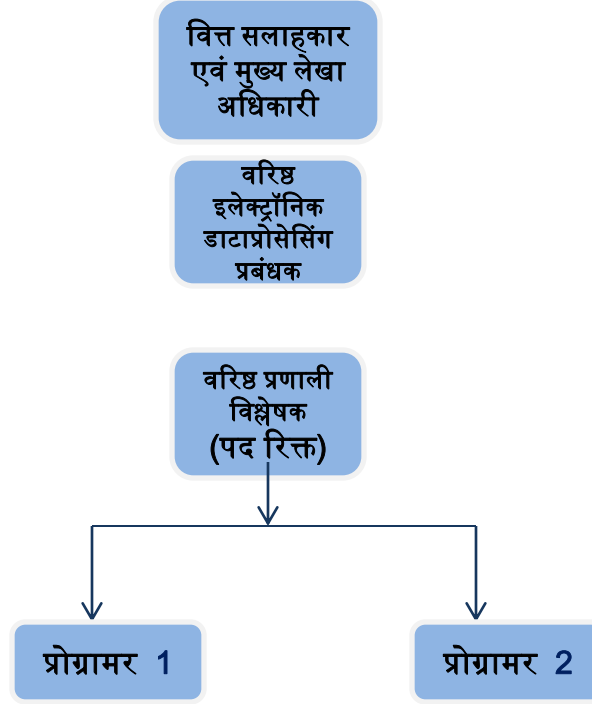 वित्त सलाहकार
एवं मुख्य लेखा
अधिकारी
वरिष्ठ
इलेक्ट्रॉनिक
डाटाप्रोसेसिंग
प्रबंधक
वरिष्ठ प्रणाली
विश्लेषक
(पद रिक्त)
प्रोग्रामर 1
प्रोग्रामर 2